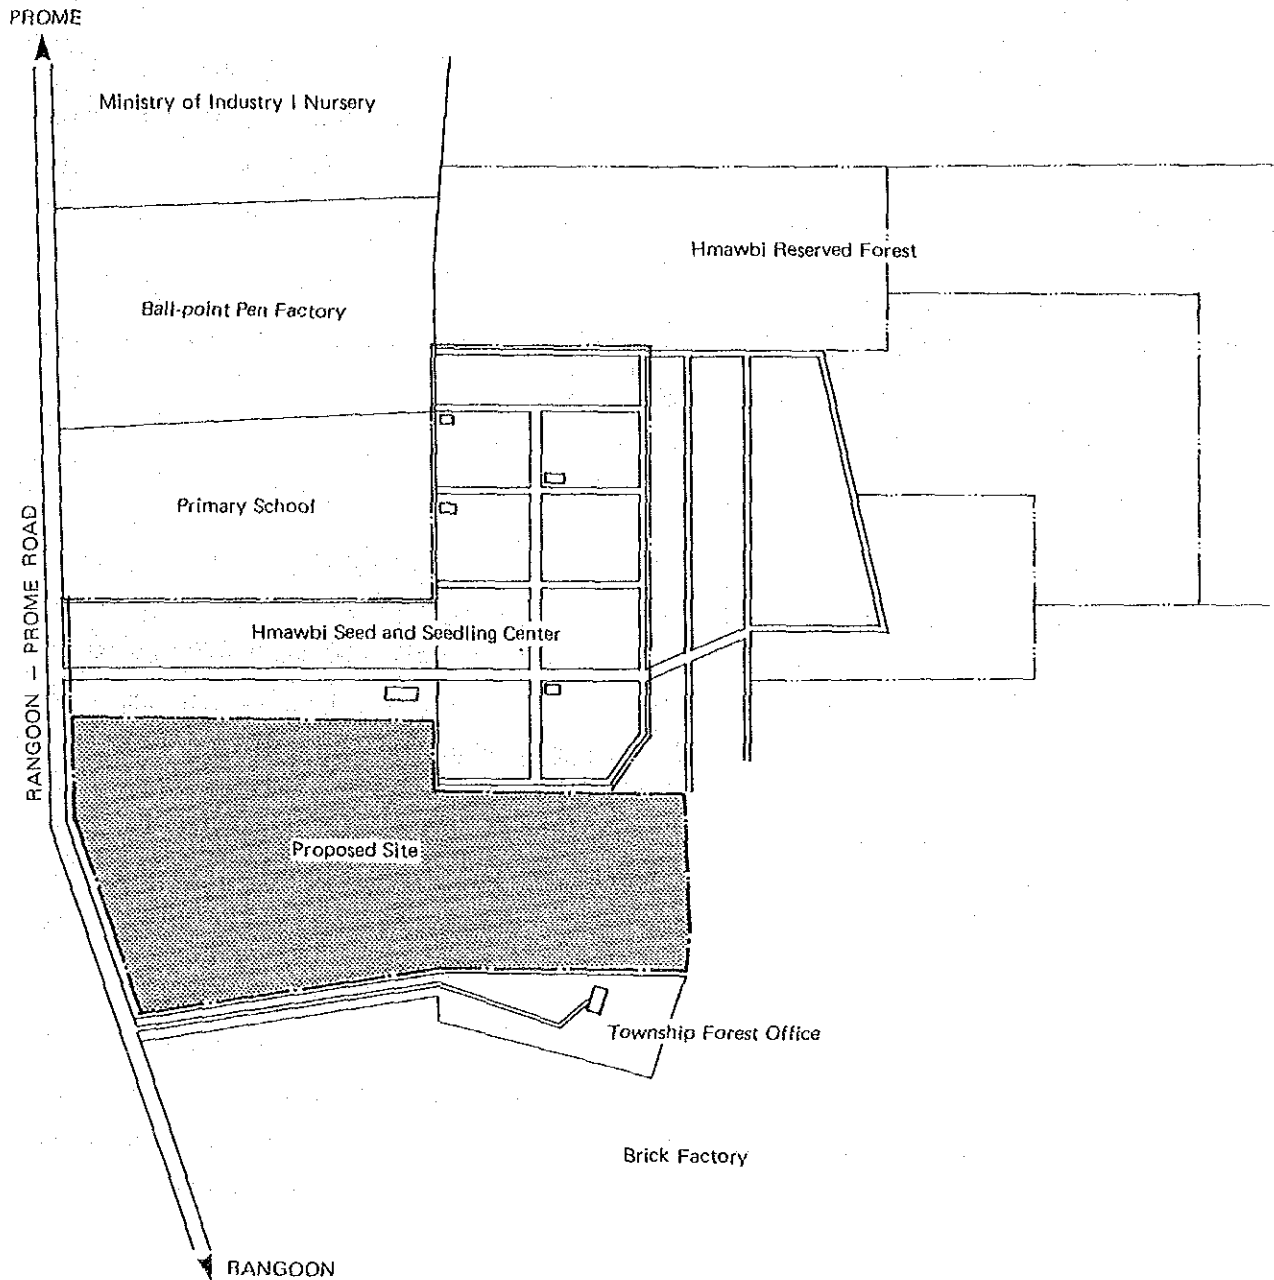 PROME
Ministry of Industry I Nursery
Hmawbi Reserved Forest
Ball-point Pen Factory
Primary School
RANGOON – PROME ROAD
Hmawbi Seed and Seedling Center
Proposed Site
Township Forest Office
Brick Factory
RANGOON